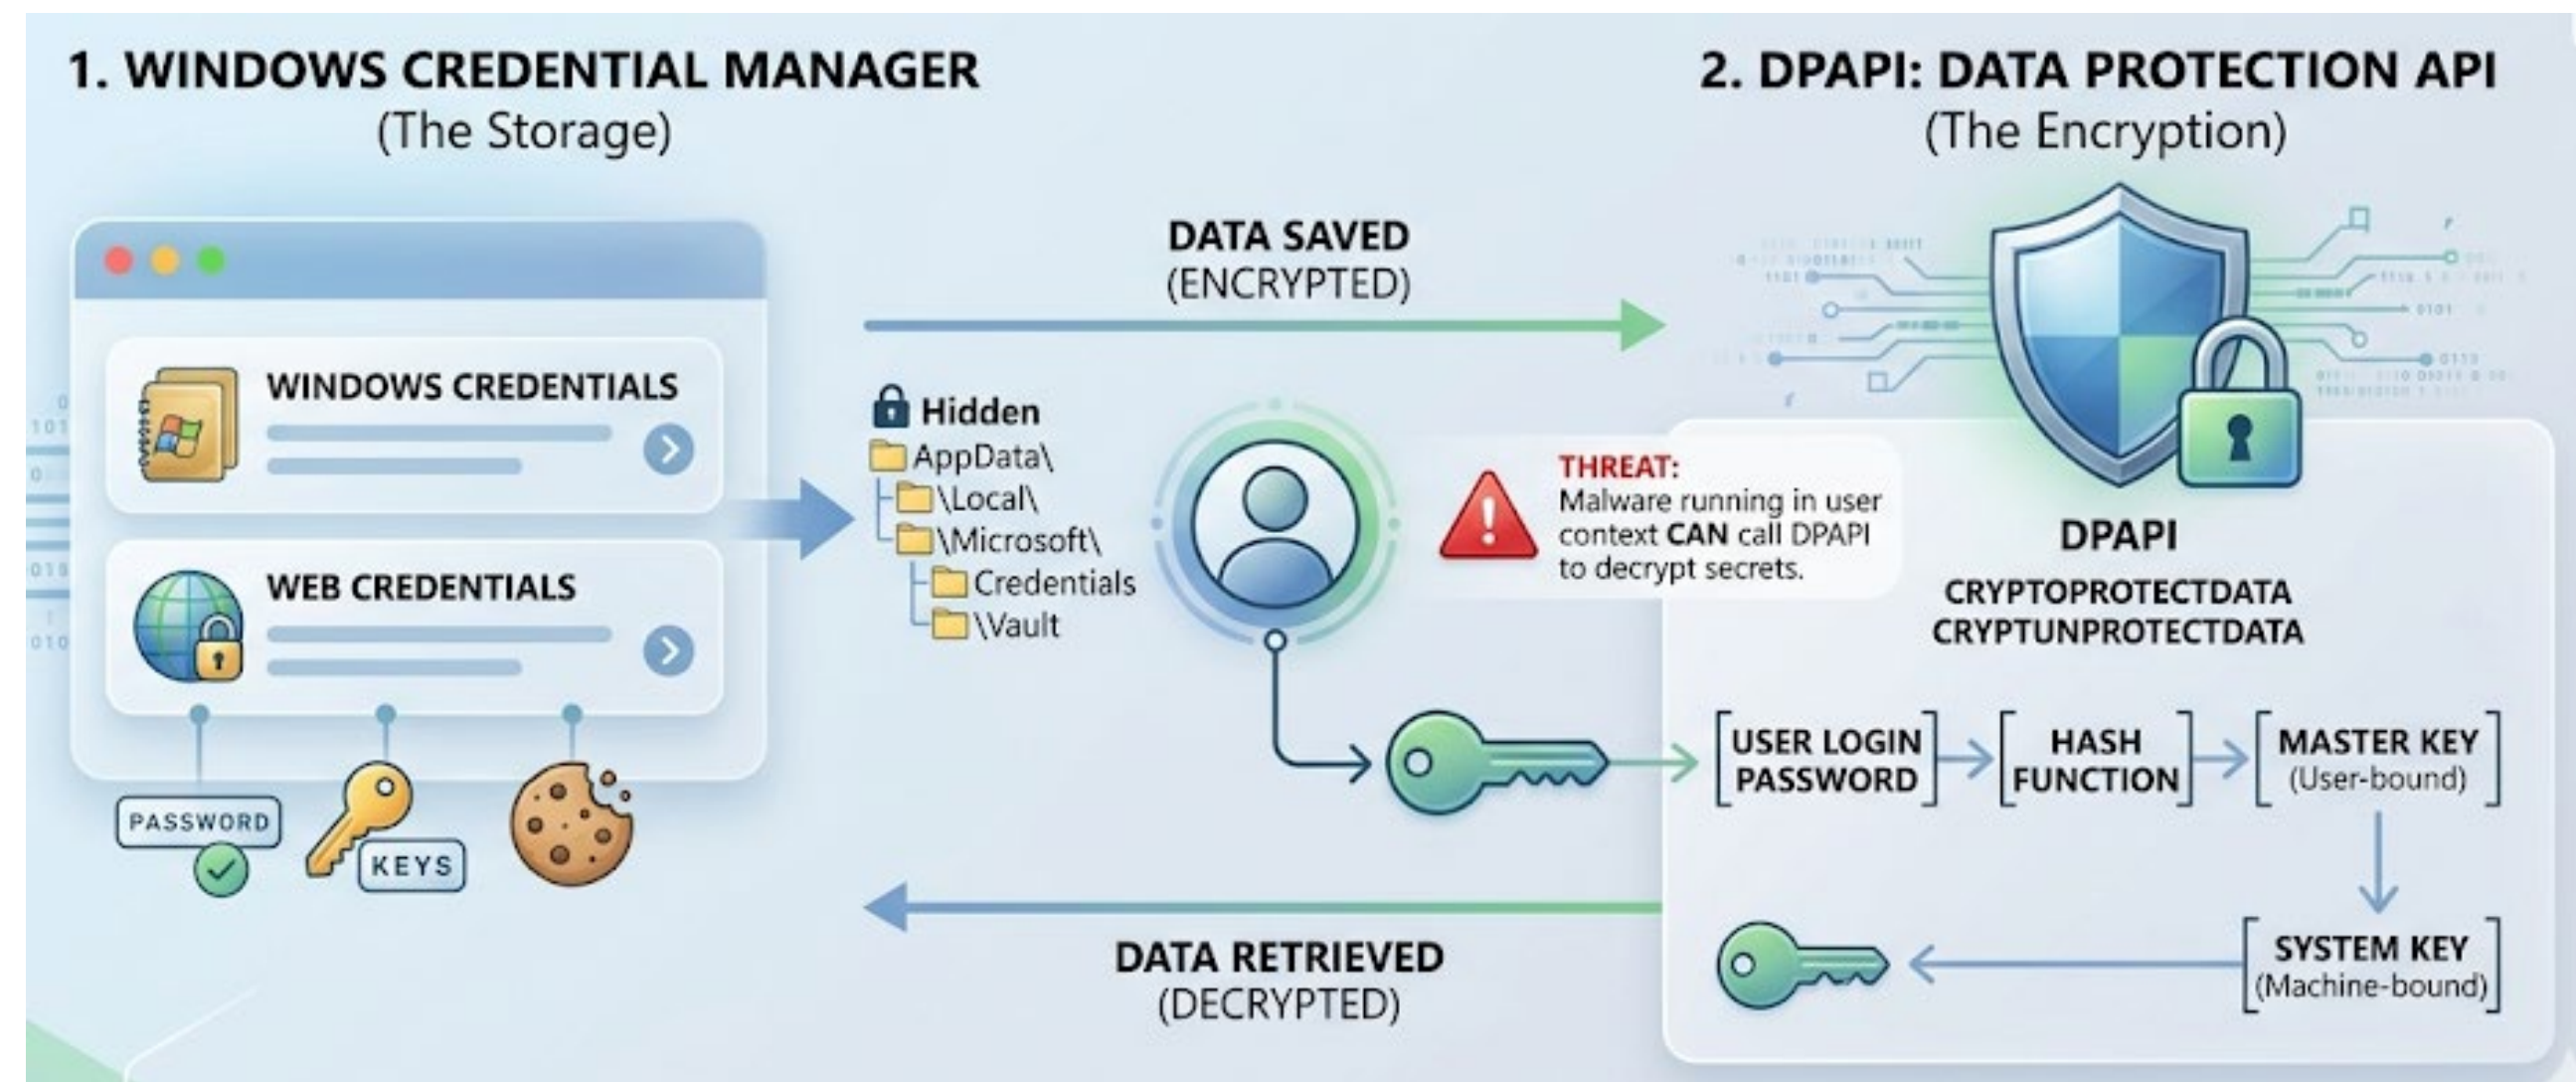 1. WINDOWS CREDENTIAL MANAGER
(The Storage)
WINDOWS CREDENTIALS
WEB CREDENTIALS
PASSWORD
KEYS
DATA SAVED
(ENCRYPTED)
Hidden
AppData\
\Local\
\Microsoft\
Credentials
\Vault
THREAT:
Malware running in user
context CAN call DPAPI
to decrypt secrets.
DATA RETRIEVED
(DECRYPTED)
2. DPAPI: DATA PROTECTION API
(The Encryption)
DPAPI
CRYPTOPROTECTDATA
CRYPTUNPROTECTDATA
USER LOGIN
PASSWORD
HASH
FUNCTION
MASTER KEY
(User-bound)
SYSTEM KEY
(Machine-bound)